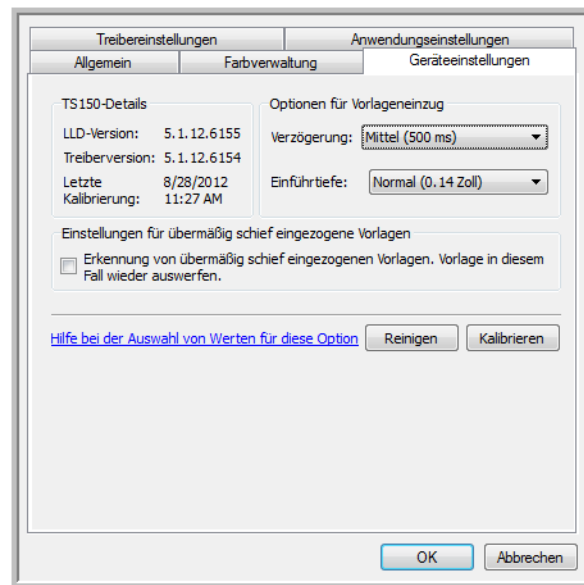 Treibereinstellungen Anwendungseinstellungen
Allgemein Farbverwaltung Geräteeinstellungen
TS150-Details
LLD-Version: 5.1.12.6155
Treiberversion: 5.1.12.6154
Letzte Kalibrierung: 8/28/2012 11:27 AM
Optionen für Vorlageneinzug
Verzögerung: Mittel (500 ms)
Einführtiefe: Normal (0.14 Zoll)
Einstellungen für übermäßig schief eingezogene Vorlagen
Erkennung von übermäßig schief eingezogenen Vorlagen. Vorlage in diesem
Fall wieder auswerfen.
Hilfe bei der Auswahl von Werten für diese Option Reinigen Kalibrieren
OK Abbrechen